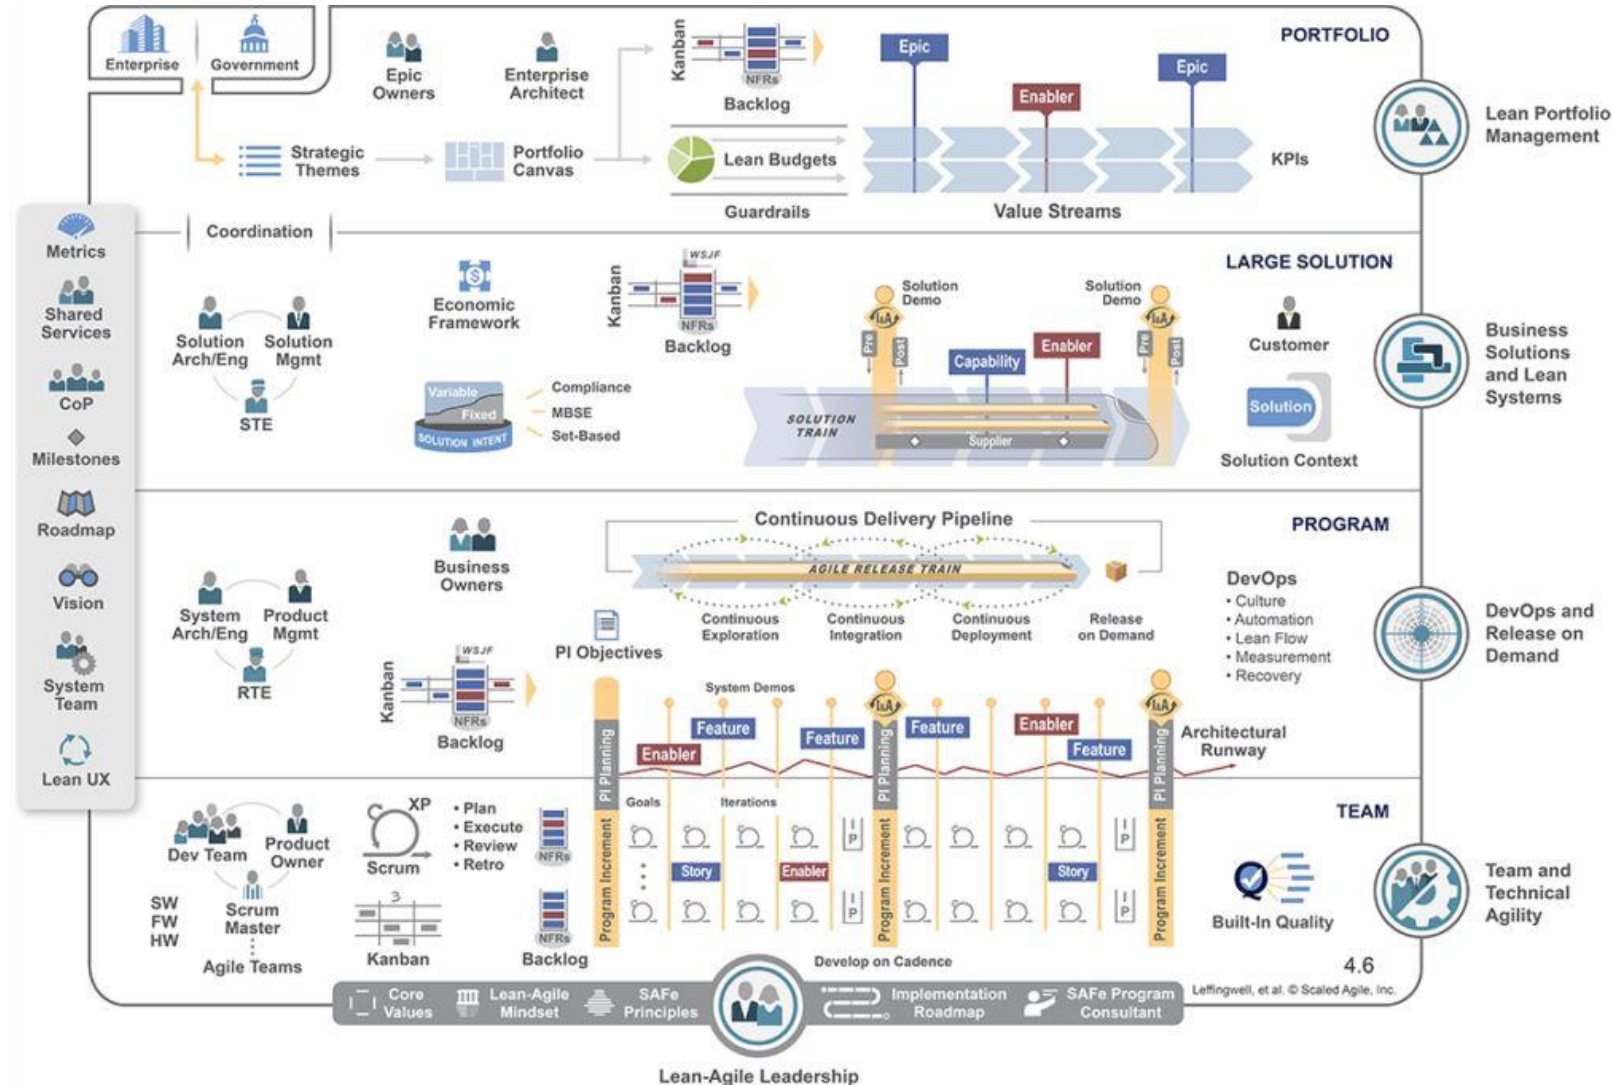 PORTFOLIO
Enterprise
Government
Epic
Owners
Enterprise
Architect
Kanban
NFRs
Backlog
Epic
Enabler
Epic
Strategic
Themes
Portfolio
Canvas
Lean Budgets
Guardrails
Value Streams
KPIs
Lean Portfolio
Management
Metrics
Shared
Services
CoP
Milestones
Roadmap
Vision
System
Team
Lean UX
Coordination
LARGE SOLUTION
Solution
Arch/Eng
Solution
Mgmt
STE
Economic
Framework
Variable
Fixed
SOLUTION INTENT
Compliance
MBSE
Set-Based
Kanban
WSJF
NFRs
Backlog
Solution
Demo
I&A
Pre
Post
Capability
Enabler
Solution
Demo
I&A
Pre
Post
SOLUTION
TRAIN
Supplier
Customer
Solution
Solution Context
Business
Solutions
and Lean
Systems
PROGRAM
Business
Owners
System
Arch/Eng
Product
Mgmt
RTE
Kanban
WSJF
NFRs
Backlog
Continuous Delivery Pipeline
AGILE RELEASE TRAIN
Continuous
Exploration
Continuous
Integration
Continuous
Deployment
Release
on Demand
DevOps
• Culture
• Automation
• Lean Flow
• Measurement
• Recovery
DevOps and
Release on
Demand
PI Objectives
System Demos
PI Planning
Enabler
Feature
Feature
I&A
PI Planning
Feature
Enabler
Feature
I&A
PI Planning
Architectural
Runway
TEAM
Dev Team
Product
Owner
Scrum
Master
SW
FW
HW
Agile Teams
XP
Scrum
• Plan
• Execute
• Review
• Retro
3
Kanban
NFRs
NFRs
Backlog
Program Increment
Goals
Iterations
Story
Enabler
I
P
I
P
Program Increment
Story
I
P
I
P
Program Increment
Develop on Cadence
Built-In Quality
Team and
Technical
Agility
4.6
Leffingwell, et al. © Scaled Agile, Inc.
Core
Values
Lean-Agile
Mindset
SAFe
Principles
Implementation
Roadmap
SAFe Program
Consultant
Lean-Agile Leadership